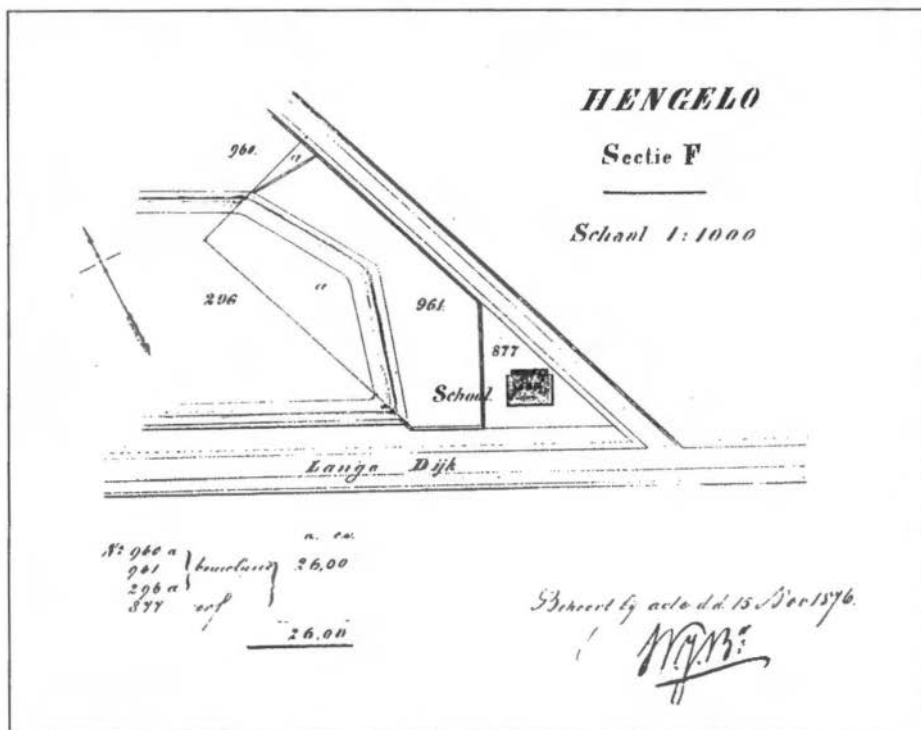 HENGELO
Sectie F
Schaal 1:1000
960.
a
296
a
961.
877
School.
Lange Dijk
a. ca.
No: 960 a
961 bouwland 26,00
296 a
877 erf
26.00
Behoort bij acte d.d. 15 Nov 1876.